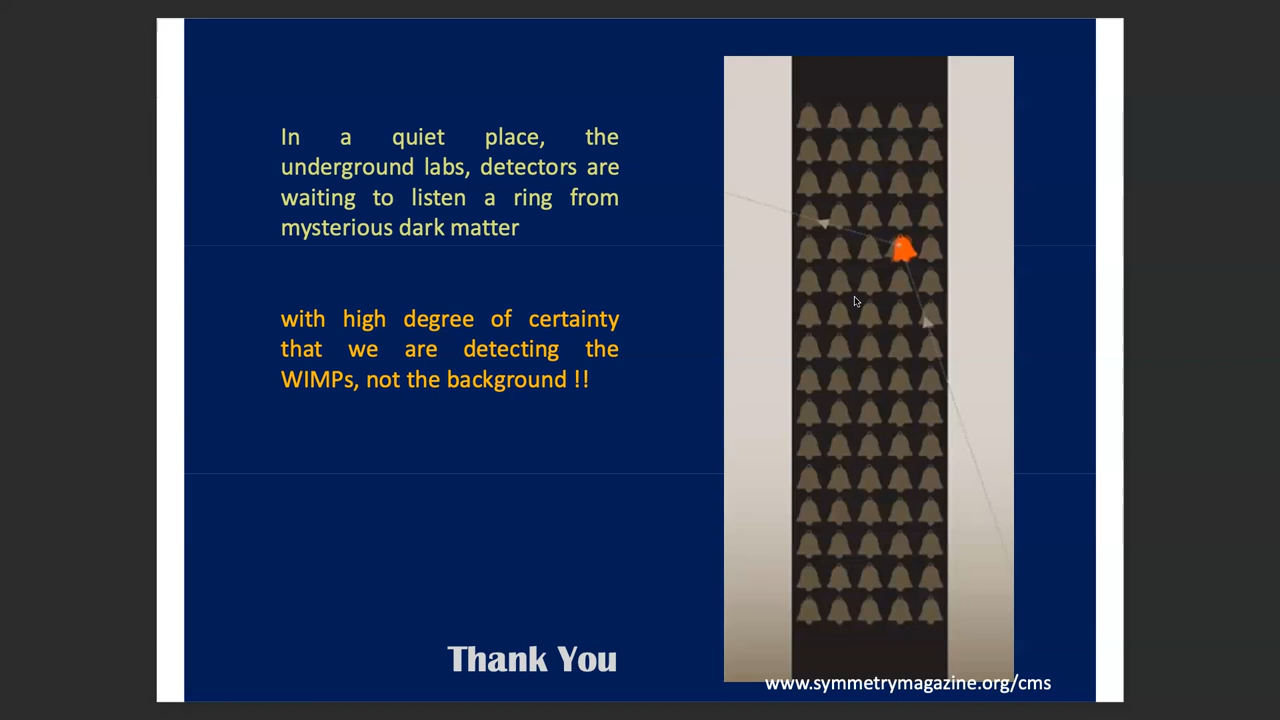 In a quiet place, the
underground labs, detectors are
waiting to listen a ring from
mysterious dark matter
with high degree of certainty
that we are detecting the
WIMPs, not the background !!
Thank You
www.symmetrymagazine.org/cms